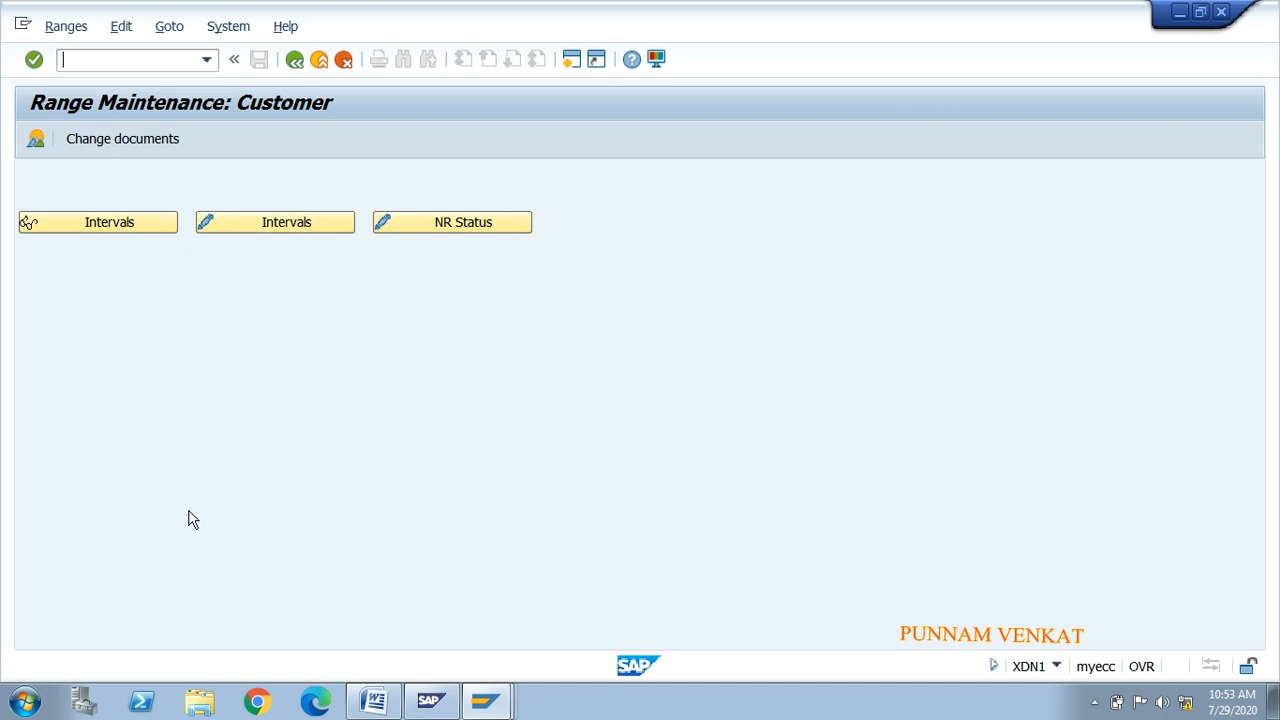 Ranges Edit Goto System Help
Range Maintenance: Customer
Change documents
Intervals Intervals NR Status
PUNNAM VENKAT
SAP XDN1 myecc OVR
SAP 10:53 AM
7/29/2020